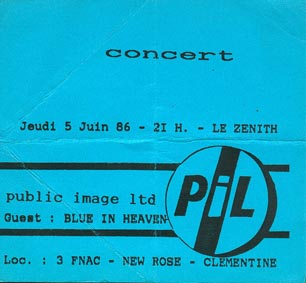 concert
Jeudi 5 Juin 86 - 2I H. - LE ZENITH
public image ltd
PiL
Guest : BLUE IN HEAVEN
Loc. : 3 FNAC - NEW ROSE - CLEMENTINE